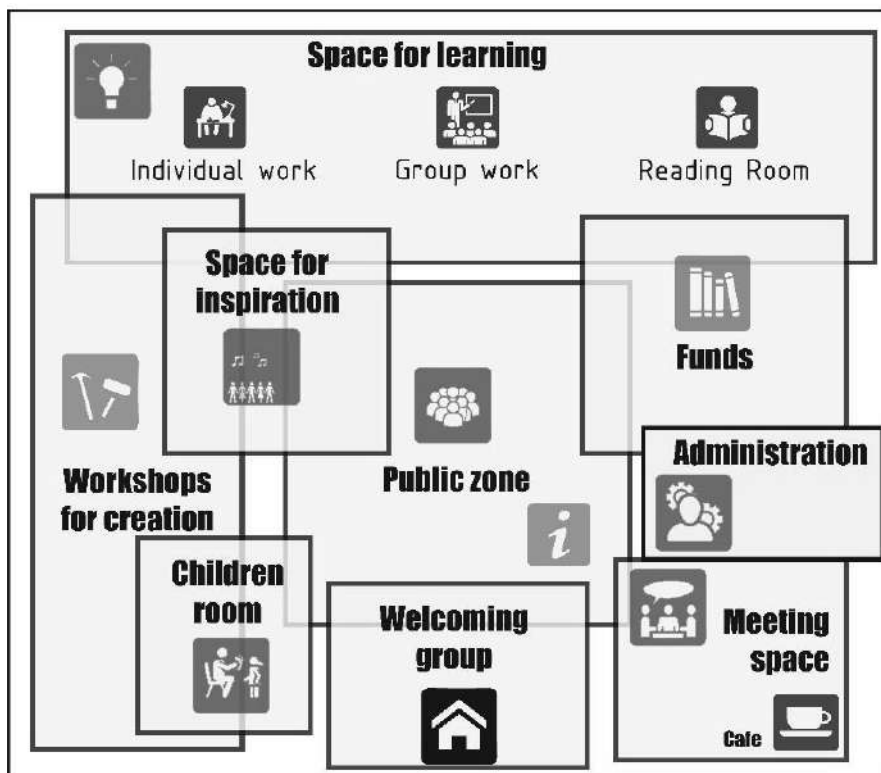 Space for learning
Individual work
Group work
Reading Room
Space for
inspiration
Funds
Workshops
for creation
Public zone
Administration
i
Children
room
Welcoming
group
Meeting
space
Cafe